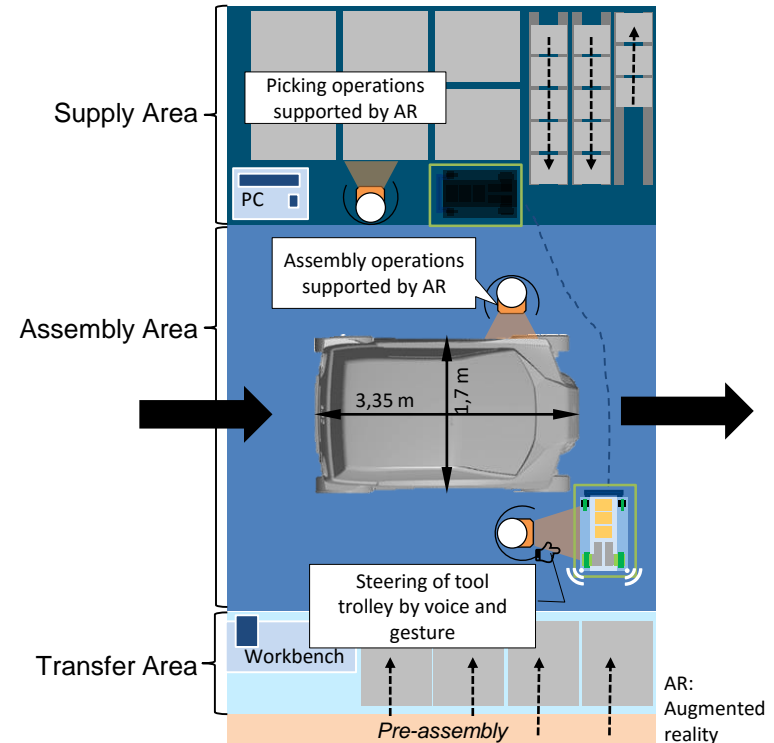 Picking operations
supported by AR
Supply Area
PC
Assembly operations
supported by AR
Assembly Area
3,35 m
1,7 m
Steering of tool
trolley by voice and
gesture
Transfer Area
Workbench
Pre-assembly
AR:
Augmented
reality